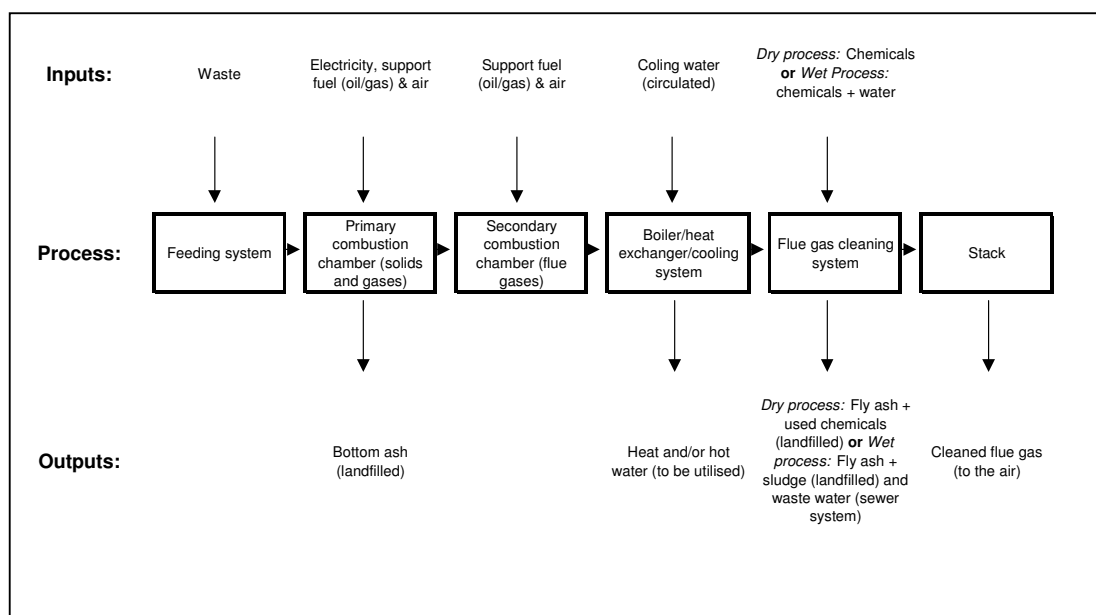 Inputs:
Waste
Electricity, support
fuel (oil/gas) & air
Support fuel
(oil/gas) & air
Coling water
(circulated)
Dry process: Chemicals
or Wet Process:
chemicals + water
Process:
Feeding system
Primary
combustion
chamber (solids
and gases)
Secondary
combustion
chamber (flue
gases)
Boiler/heat
exchanger/cooling
system
Flue gas cleaning
system
Stack
Outputs:
Bottom ash
(landfilled)
Heat and/or hot
water (to be utilised)
Dry process: Fly ash +
used chemicals
(landfilled) or Wet
process: Fly ash +
sludge (landfilled) and
waste water (sewer
system)
Cleaned flue gas
(to the air)